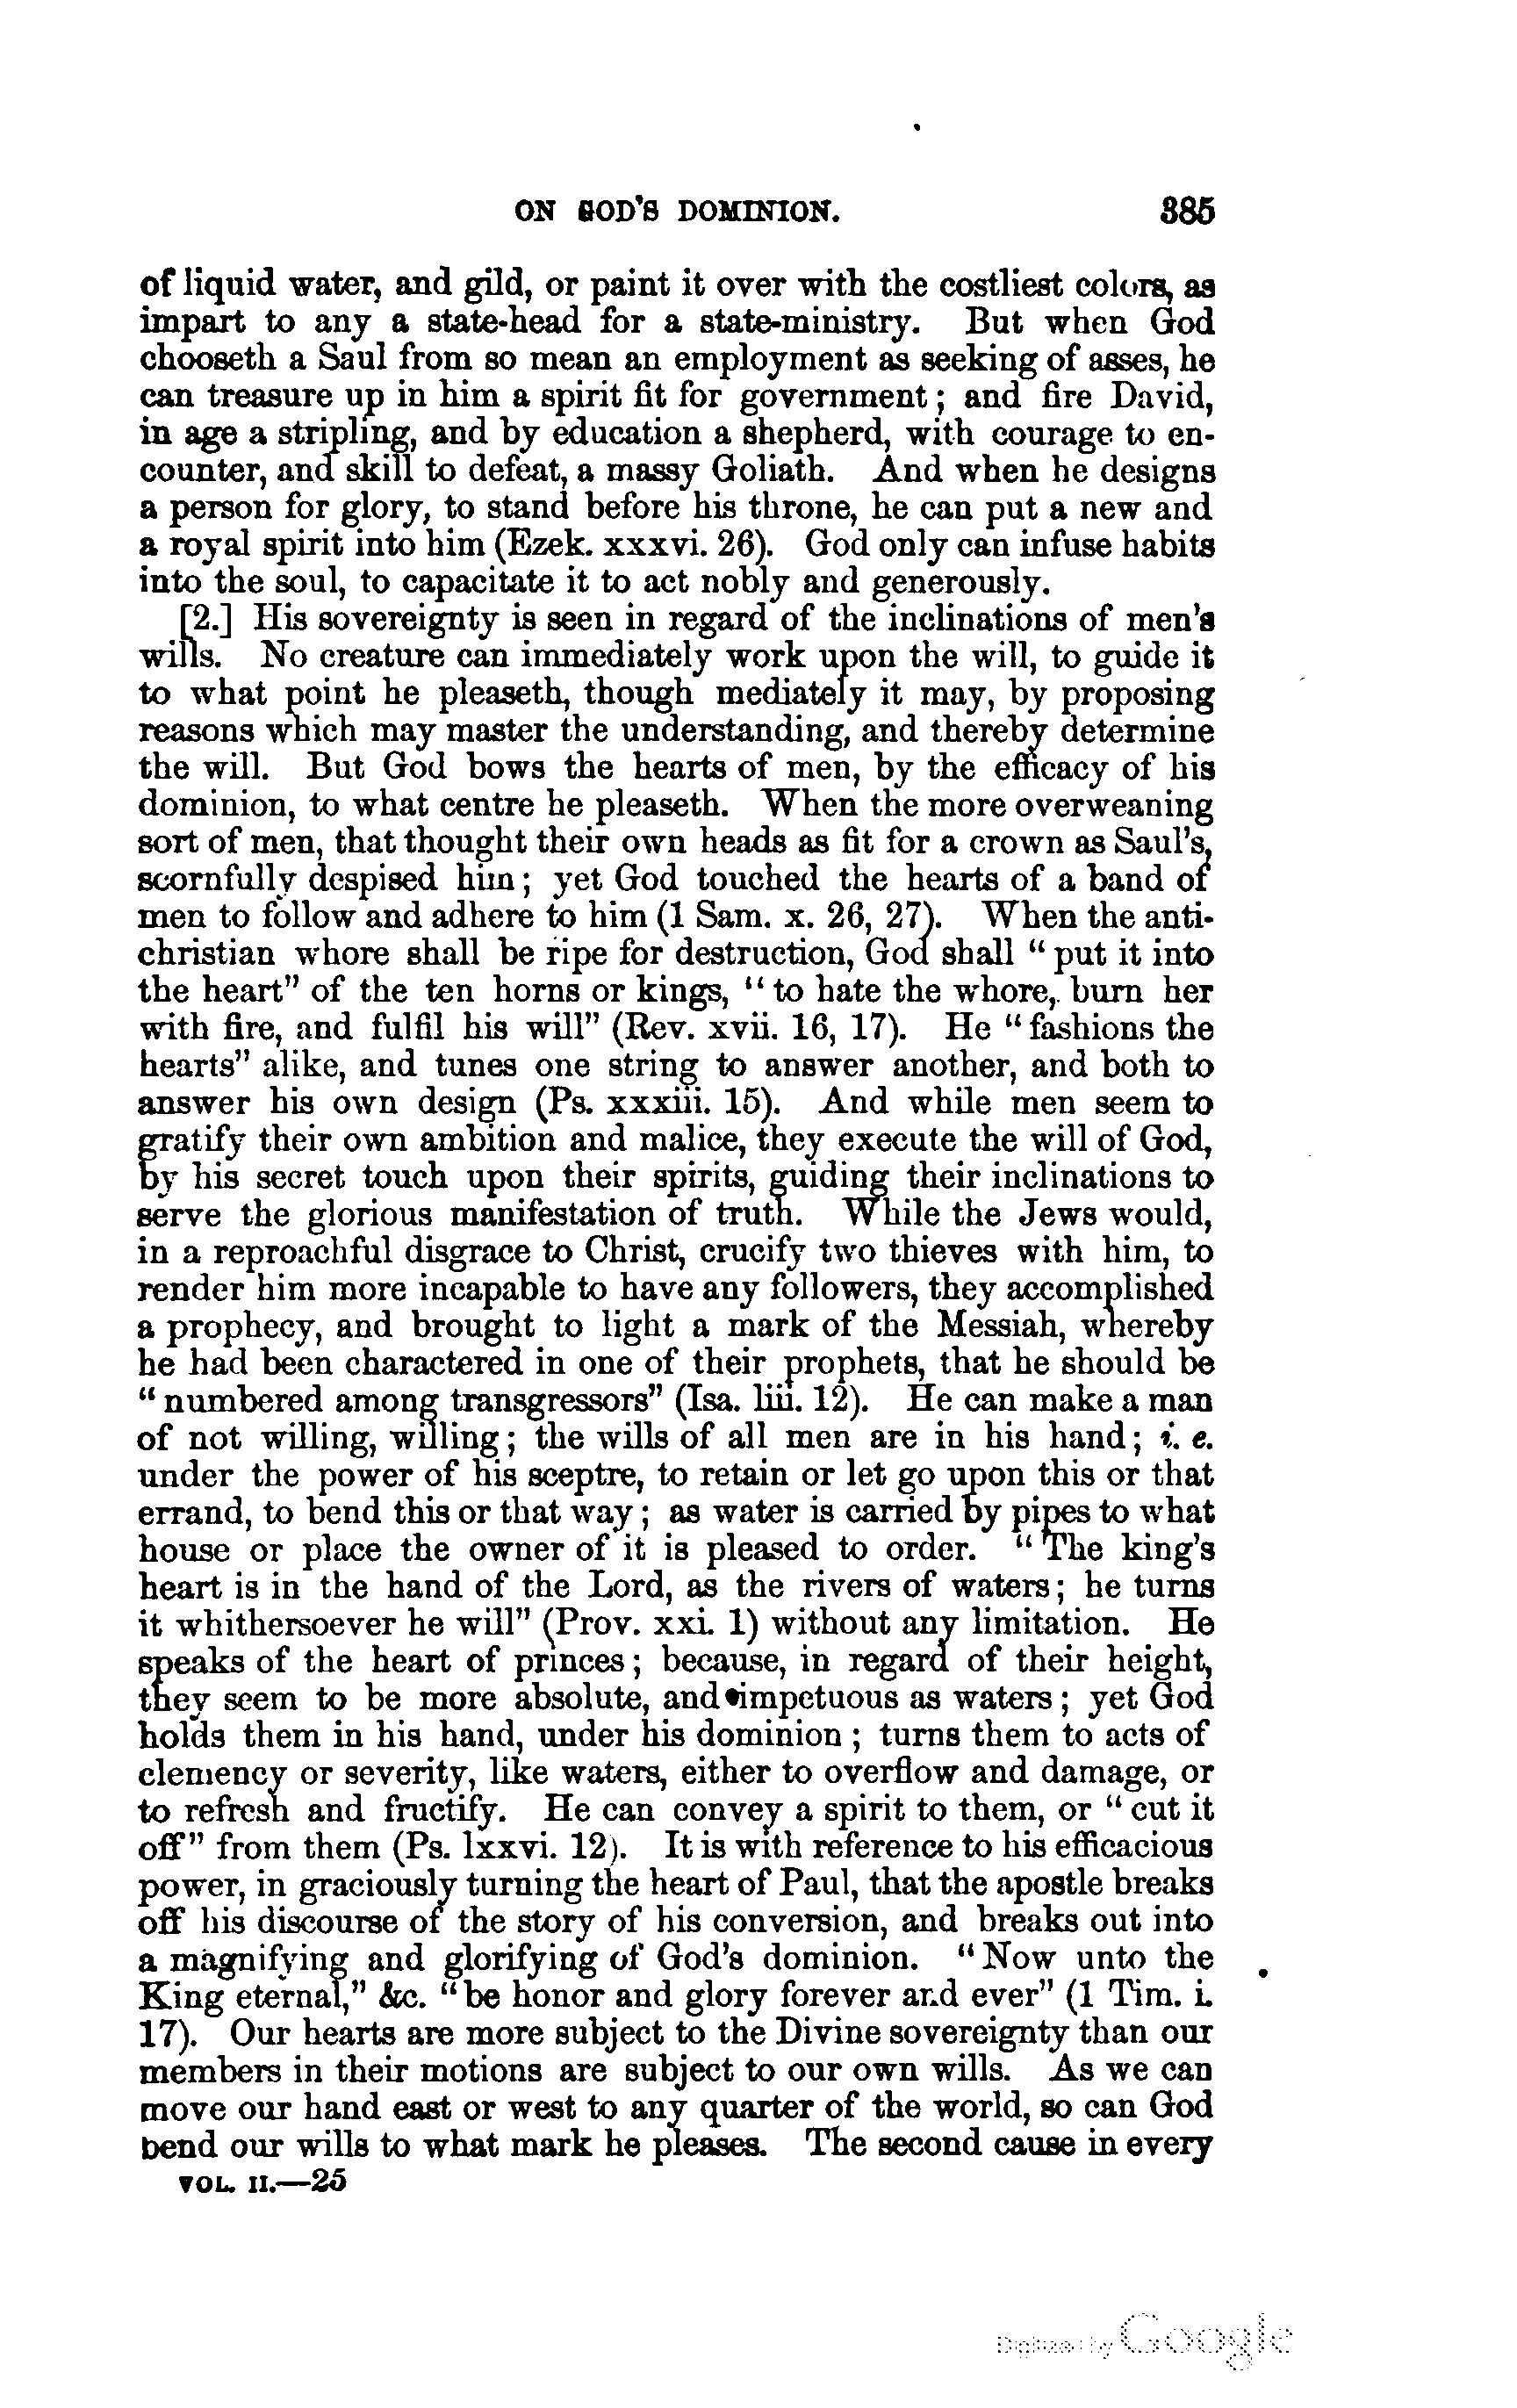 ON GOD'S DOMINION. 385
of liquid water, and gild, or paint it over with the costliest colors, as
impart to any a state-head for a state-ministry. But when God
chooseth a Saul from so mean an employment as seeking of asses, he
can treasure up in him a spirit fit for government; and fire David,
in age a stripling, and by education a shepherd, with courage to en-
counter, and skill to defeat, a massy Goliath. And when he designs
a person for glory, to stand before his throne, he can put a new and
a royal spirit into him (Ezek. xxxvi. 26). God only can infuse habits
into the soul, to capacitate it to act nobly and generously.
[2.] His sovereignty is seen in regard of the inclinations of men's
wills. No creature can immediately work upon the will, to guide it
to what point he pleaseth, though mediately it may, by proposing
reasons which may master the understanding, and thereby determine
the will. But God bows the hearts of men, by the efficacy of his
dominion, to what centre he pleaseth. When the more overweaning
sort of men, that thought their own heads as fit for a crown as Saul's,
scornfully despised him; yet God touched the hearts of a band of
men to follow and adhere to him (1 Sam. x. 26, 27). When the anti-
christian whore shall be ripe for destruction, God shall "put it into
the heart" of the ten horns or kings, "to hate the whore, burn her
with fire, and fulfil his will" (Rev. xvii. 16, 17). He "fashions the
hearts" alike, and tunes one string to answer another, and both to
answer his own design (Ps. xxxiii. 15). And while men seem to
gratify their own ambition and malice, they execute the will of God,
by his secret touch upon their spirits, guiding their inclinations to
serve the glorious manifestation of truth. While the Jews would,
in a reproachful disgrace to Christ, crucify two thieves with him, to
render him more incapable to have any followers, they accomplished
a prophecy, and brought to light a mark of the Messiah, whereby
he had been charactered in one of their prophets, that he should be
"numbered among transgressors" (Isa. liii. 12). He can make a man
of not willing, willing; the wills of all men are in his hand; i. e.
under the power of his sceptre, to retain or let go upon this or that
errand, to bend this or that way; as water is carried by pipes to what
house or place the owner of it is pleased to order. "The king's
heart is in the hand of the Lord, as the rivers of waters; he turns
it whithersoever he will" (Prov. xxi. 1) without any limitation. He
speaks of the heart of princes; because, in regard of their height,
they seem to be more absolute, and impetuous as waters; yet God
holds them in his hand, under his dominion; turns them to acts of
clemency or severity, like waters, either to overflow and damage, or
to refresh and fructify. He can convey a spirit to them, or "cut it
off" from them (Ps. lxxvi. 12). It is with reference to his efficacious
power, in graciously turning the heart of Paul, that the apostle breaks
off his discourse of the story of his conversion, and breaks out into
a magnifying and glorifying of God's dominion. "Now unto the
King eternal," &c. "be honor and glory forever and ever" (1 Tim. i.
17). Our hearts are more subject to the Divine sovereignty than our
members in their motions are subject to our own wills. As we can
move our hand east or west to any quarter of the world, so can God
bend our wills to what mark he pleases. The second cause in every
VOL. II.—25
Digitized by Google